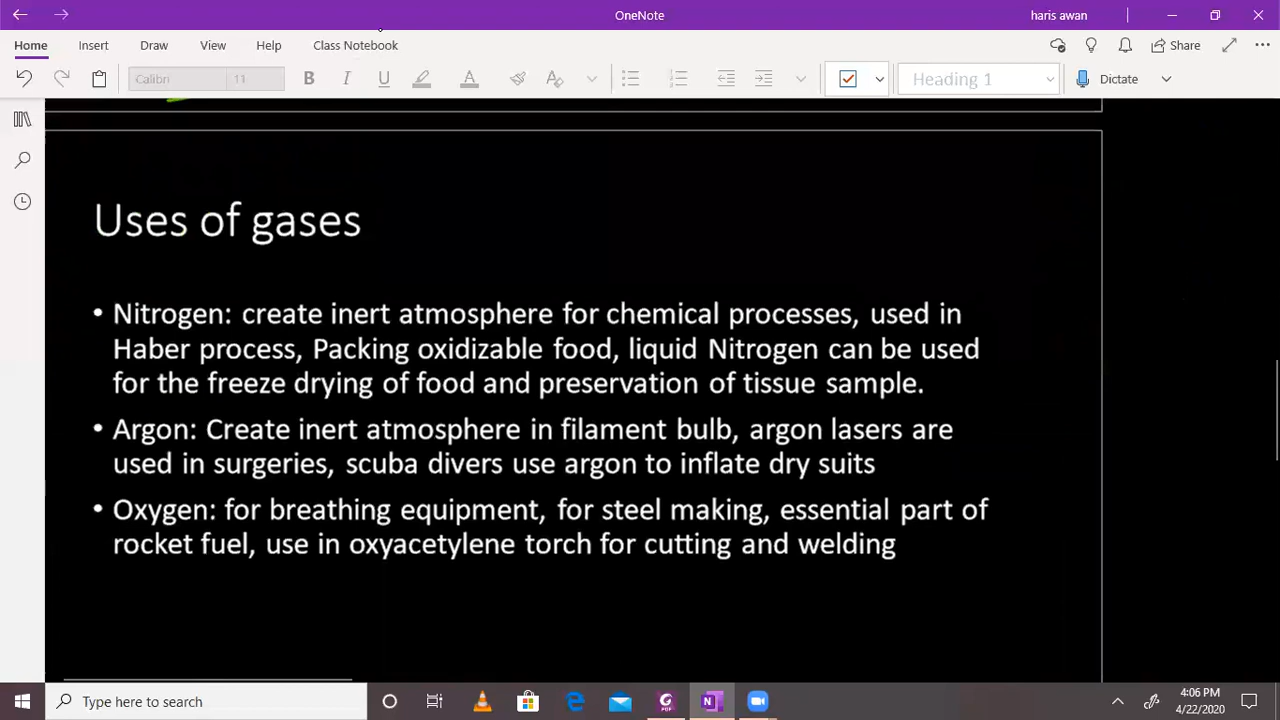 OneNote
haris awan
Home Insert Draw View Help Class Notebook
Share
Calibri 11
Heading 1
Dictate
Uses of gases
• Nitrogen: create inert atmosphere for chemical processes, used in
Haber process, Packing oxidizable food, liquid Nitrogen can be used
for the freeze drying of food and preservation of tissue sample.
• Argon: Create inert atmosphere in filament bulb, argon lasers are
used in surgeries, scuba divers use argon to inflate dry suits
• Oxygen: for breathing equipment, for steel making, essential part of
rocket fuel, use in oxyacetylene torch for cutting and welding
Type here to search
4:06 PM
4/22/2020